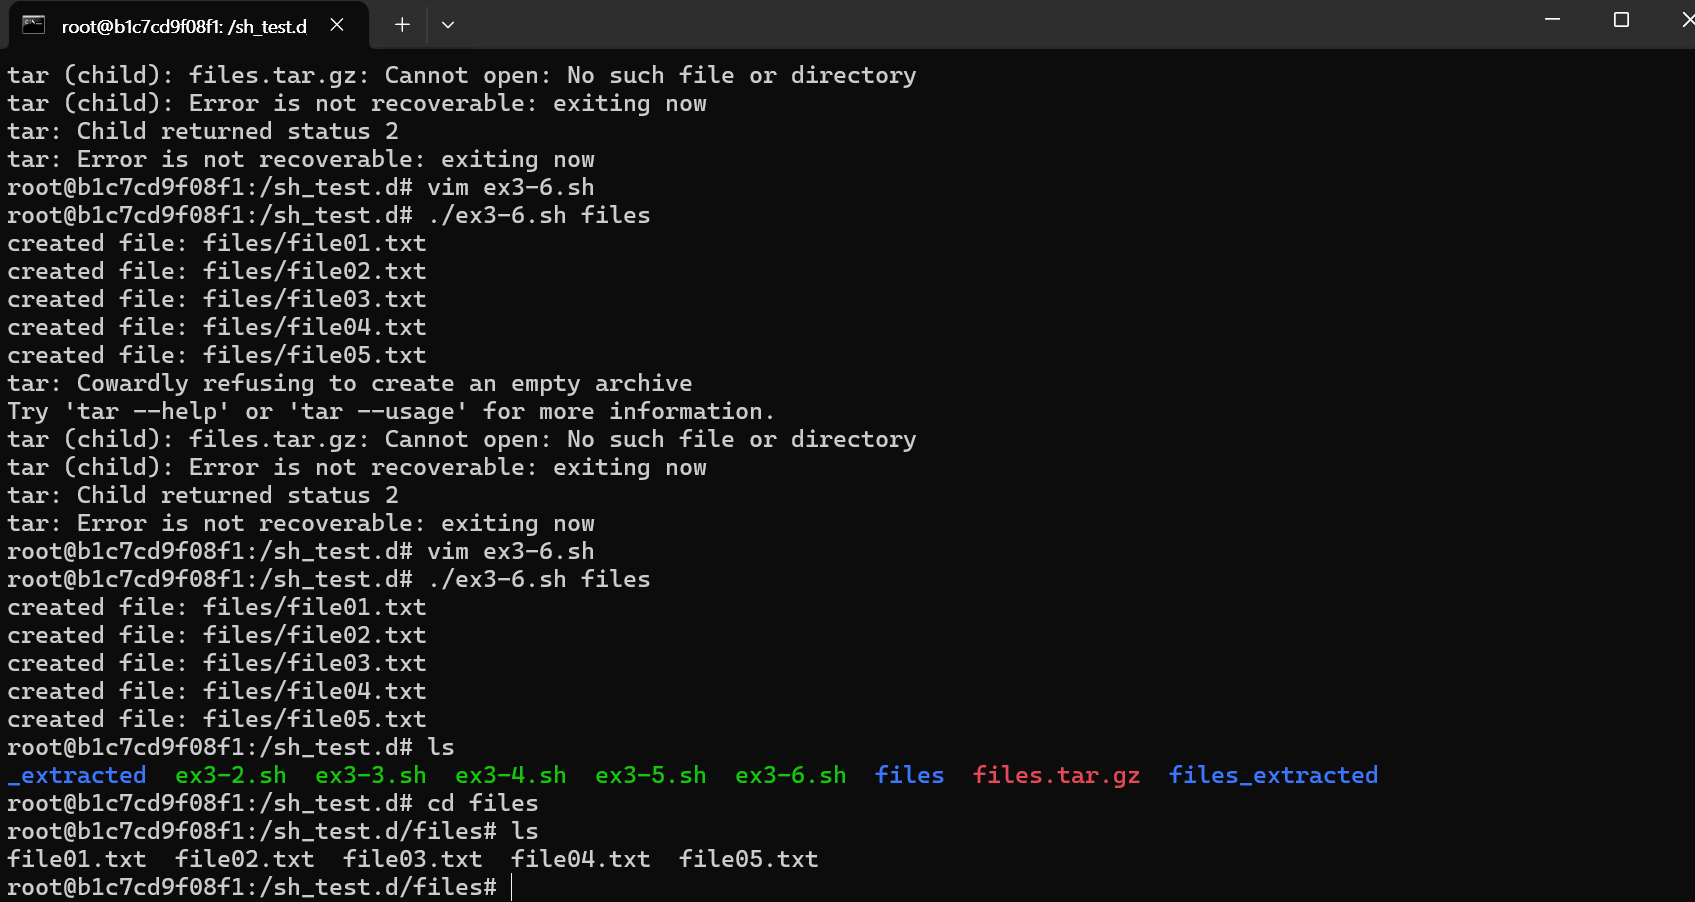 root@b1c7cd9f08f1: /sh_test.d
tar (child): files.tar.gz: Cannot open: No such file or directory
tar (child): Error is not recoverable: exiting now
tar: Child returned status 2
tar: Error is not recoverable: exiting now
root@b1c7cd9f08f1:/sh_test.d# vim ex3-6.sh
root@b1c7cd9f08f1:/sh_test.d# ./ex3-6.sh files
created file: files/file01.txt
created file: files/file02.txt
created file: files/file03.txt
created file: files/file04.txt
created file: files/file05.txt
tar: Cowardly refusing to create an empty archive
Try 'tar --help' or 'tar --usage' for more information.
tar (child): files.tar.gz: Cannot open: No such file or directory
tar (child): Error is not recoverable: exiting now
tar: Child returned status 2
tar: Error is not recoverable: exiting now
root@b1c7cd9f08f1:/sh_test.d# vim ex3-6.sh
root@b1c7cd9f08f1:/sh_test.d# ./ex3-6.sh files
created file: files/file01.txt
created file: files/file02.txt
created file: files/file03.txt
created file: files/file04.txt
created file: files/file05.txt
root@b1c7cd9f08f1:/sh_test.d# ls
_extracted  ex3-2.sh  ex3-3.sh  ex3-4.sh  ex3-5.sh  ex3-6.sh  files  files.tar.gz  files_extracted
root@b1c7cd9f08f1:/sh_test.d# cd files
root@b1c7cd9f08f1:/sh_test.d/files# ls
file01.txt  file02.txt  file03.txt  file04.txt  file05.txt
root@b1c7cd9f08f1:/sh_test.d/files#